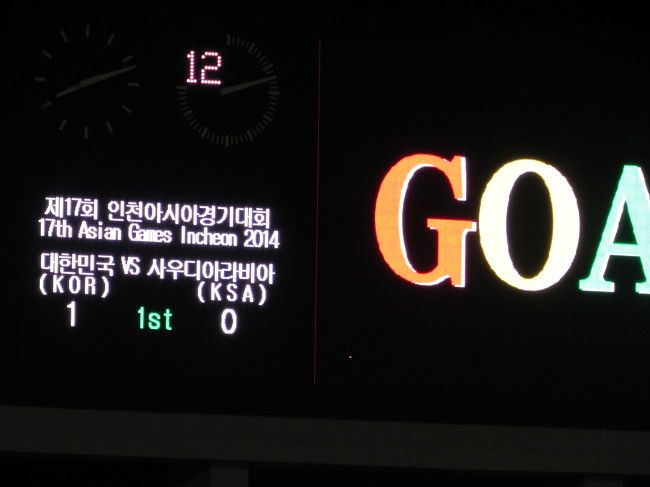 12
제17회 인천아시아경기대회
17th Asian Games Incheon 2014
대한민국 VS 사우디아라비아
(KOR) (KSA)
1 1st 0
GOA